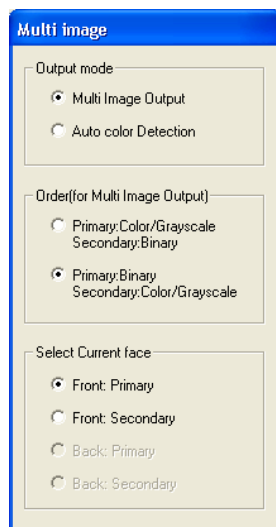 Multi image
Output mode
Multi Image Output
Auto color Detection
Order(for Multi Image Output)
Primary:Color/Grayscale
Secondary:Binary
Primary:Binary
Secondary:Color/Grayscale
Select Current face
Front: Primary
Front: Secondary
Back: Primary
Back: Secondary